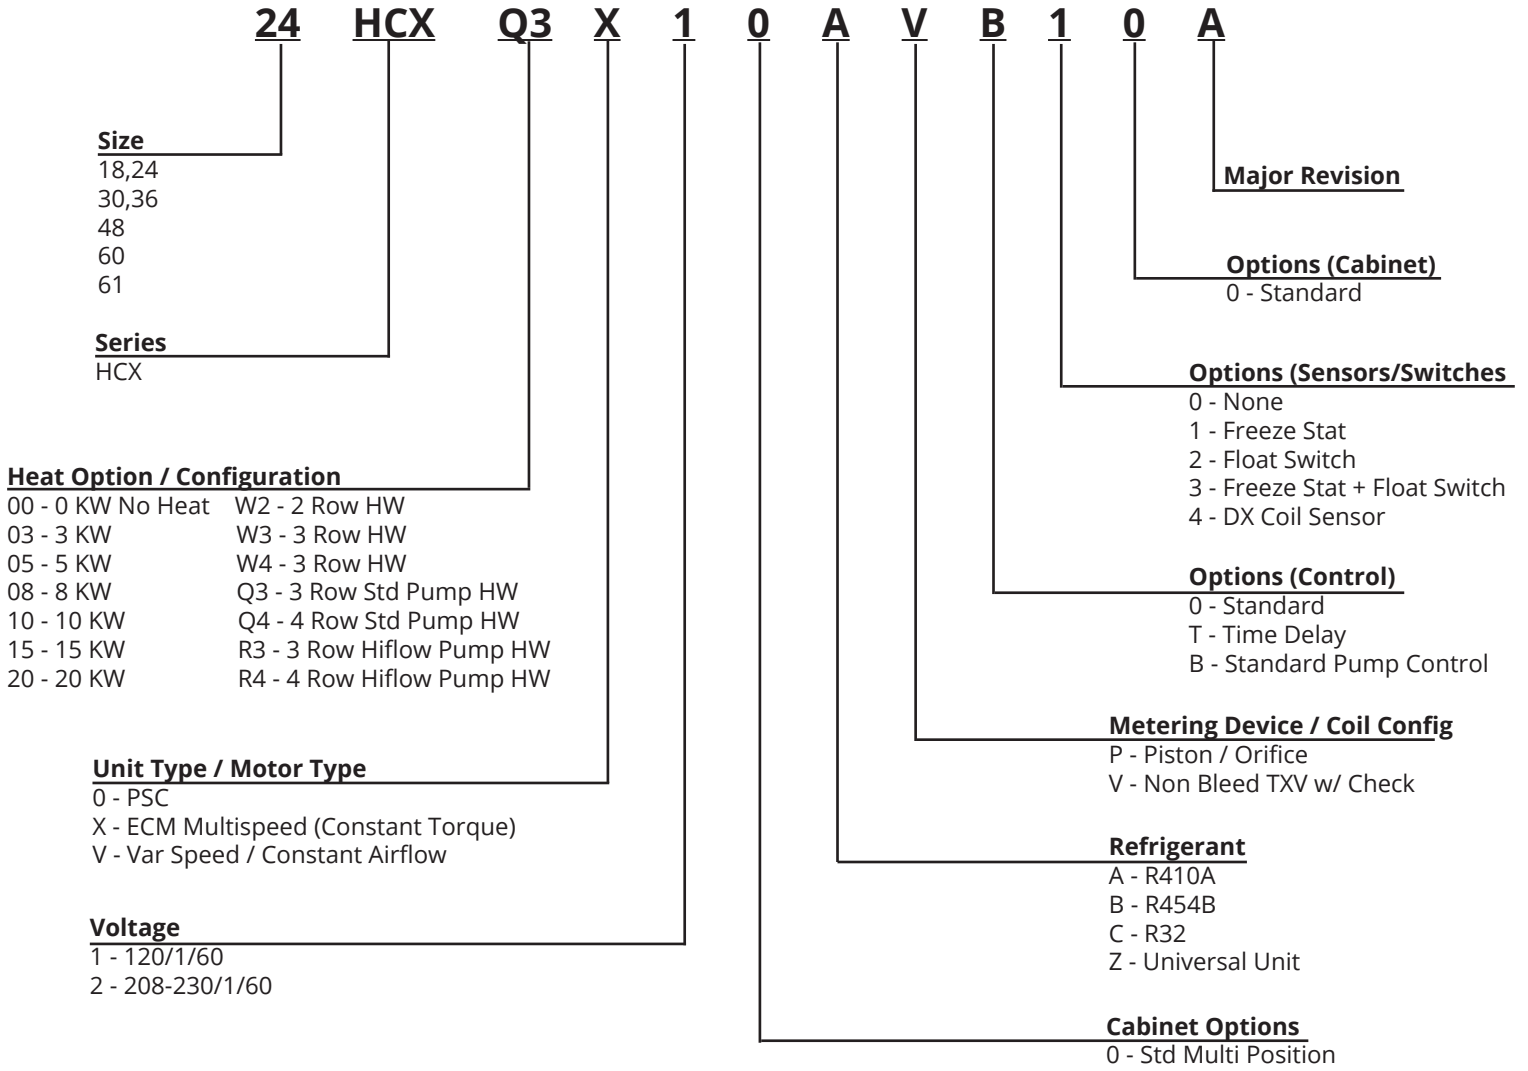 24 HCX Q3 X 1 0 A V B 1 0 A
Size
18,24
30,36
48
60
61
Series
HCX
Heat Option / Configuration
00 - 0 KW No Heat W2 - 2 Row HW
03 - 3 KW W3 - 3 Row HW
05 - 5 KW W4 - 3 Row HW
08 - 8 KW Q3 - 3 Row Std Pump HW
10 - 10 KW Q4 - 4 Row Std Pump HW
15 - 15 KW R3 - 3 Row Hiflow Pump HW
20 - 20 KW R4 - 4 Row Hiflow Pump HW
Unit Type / Motor Type
0 - PSC
X - ECM Multispeed (Constant Torque)
V - Var Speed / Constant Airflow
Voltage
1 - 120/1/60
2 - 208-230/1/60
Major Revision
Options (Cabinet)
0 - Standard
Options (Sensors/Switches
0 - None
1 - Freeze Stat
2 - Float Switch
3 - Freeze Stat + Float Switch
4 - DX Coil Sensor
Options (Control)
0 - Standard
T - Time Delay
B - Standard Pump Control
Metering Device / Coil Config
P - Piston / Orifice
V - Non Bleed TXV w/ Check
Refrigerant
A - R410A
B - R454B
C - R32
Z - Universal Unit
Cabinet Options
0 - Std Multi Position